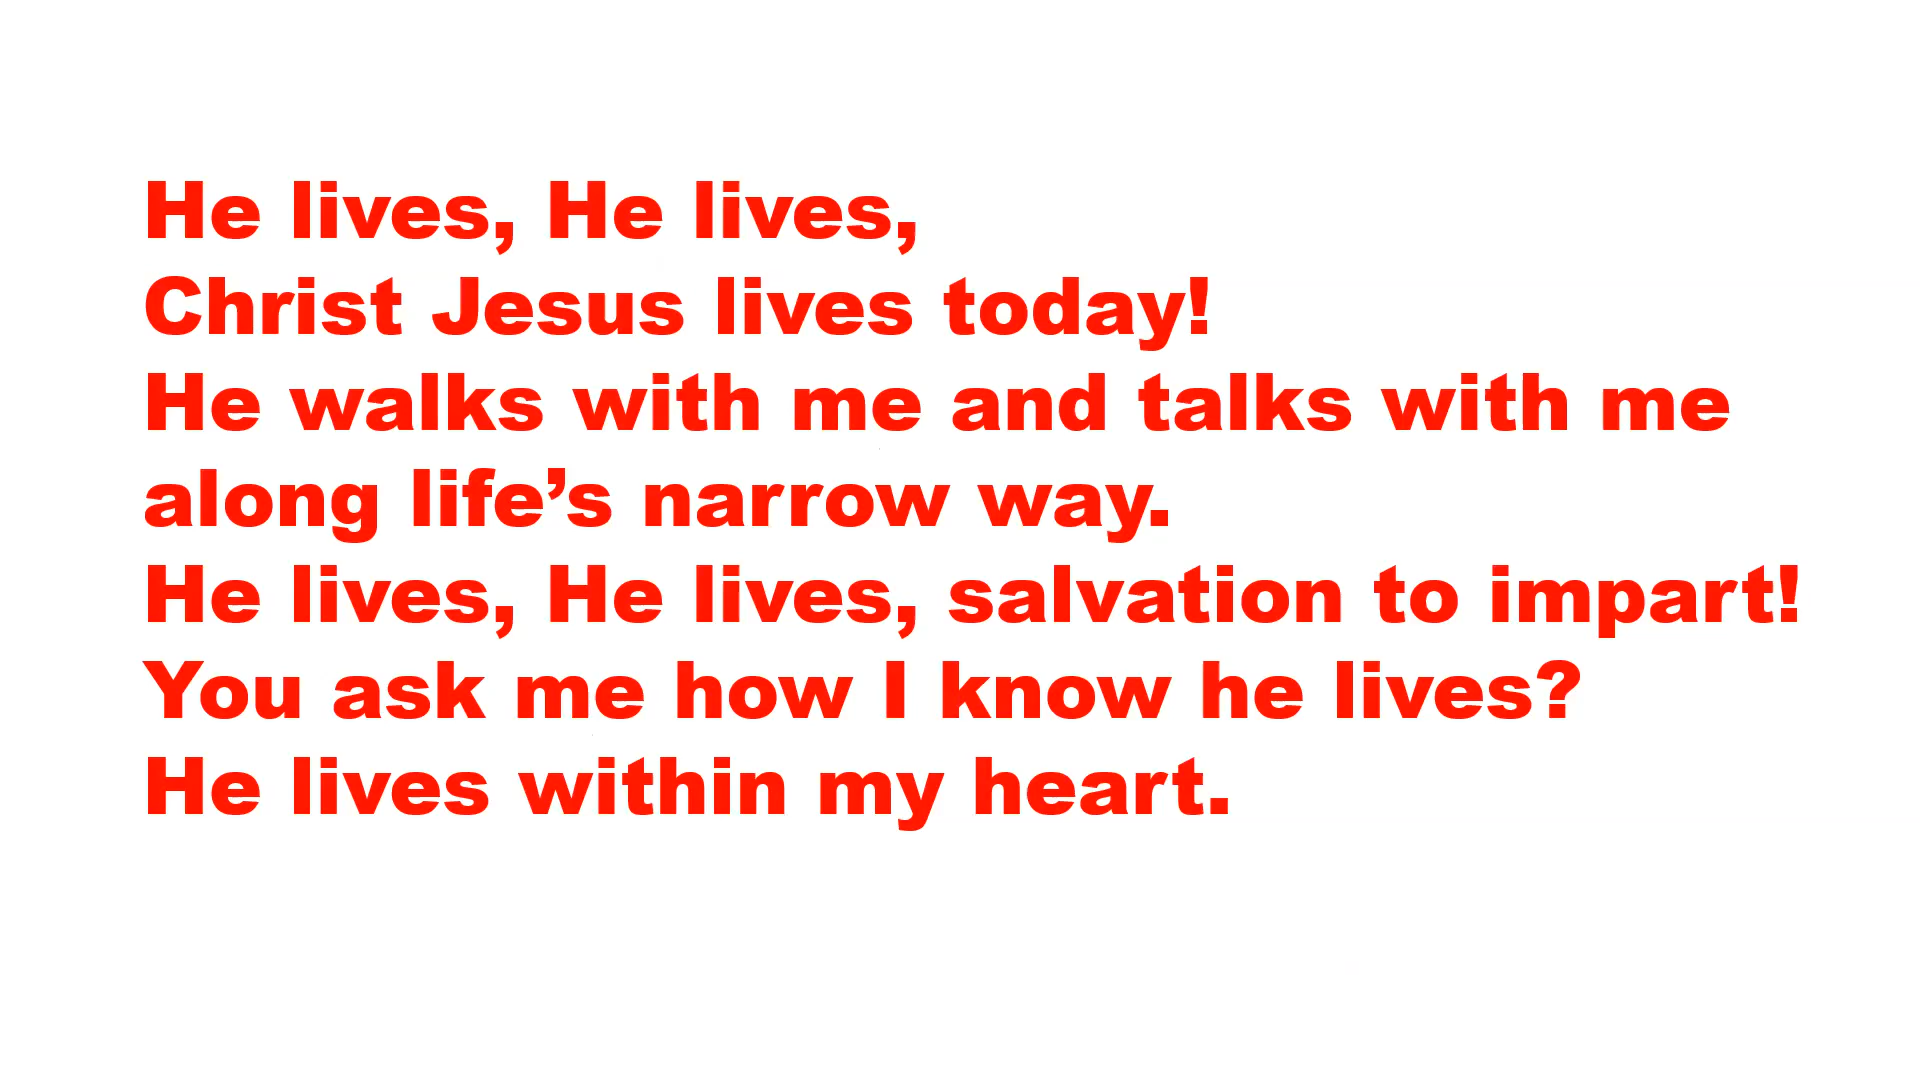 He lives, He lives,
Christ Jesus lives today!
He walks with me and talks with me
along life’s narrow way.
He lives, He lives, salvation to impart!
You ask me how I know he lives?
He lives within my heart.